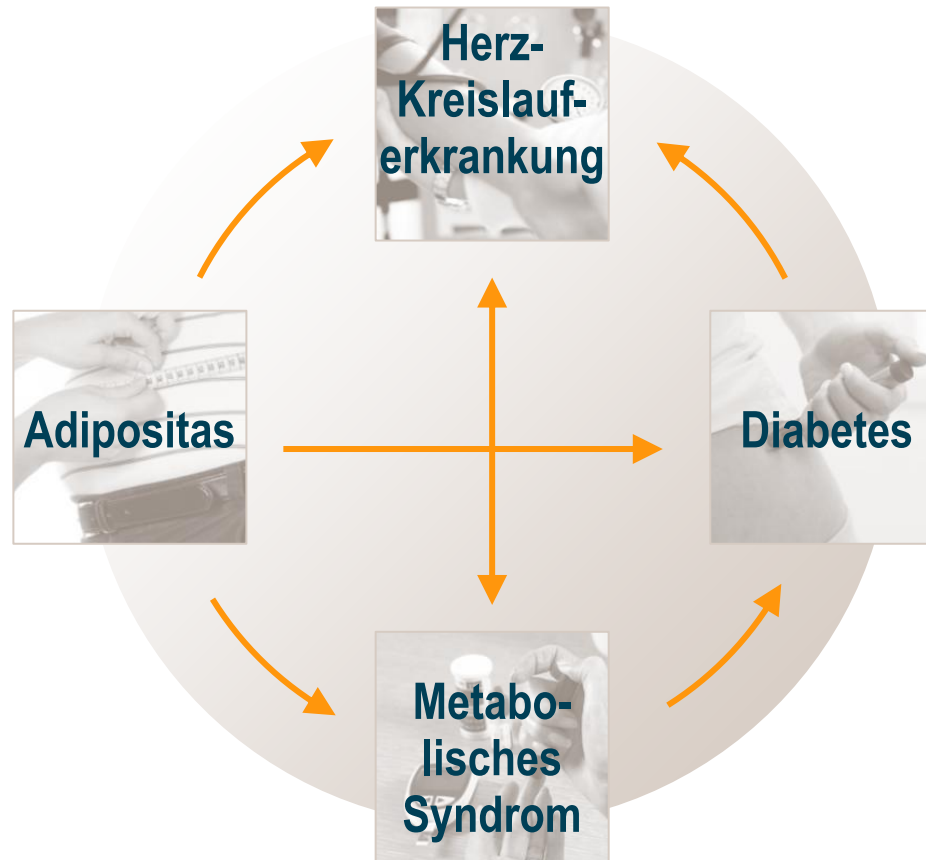 Herz-
Kreislauf-
erkrankung
Adipositas
Diabetes
Metabo-
lisches
Syndrom